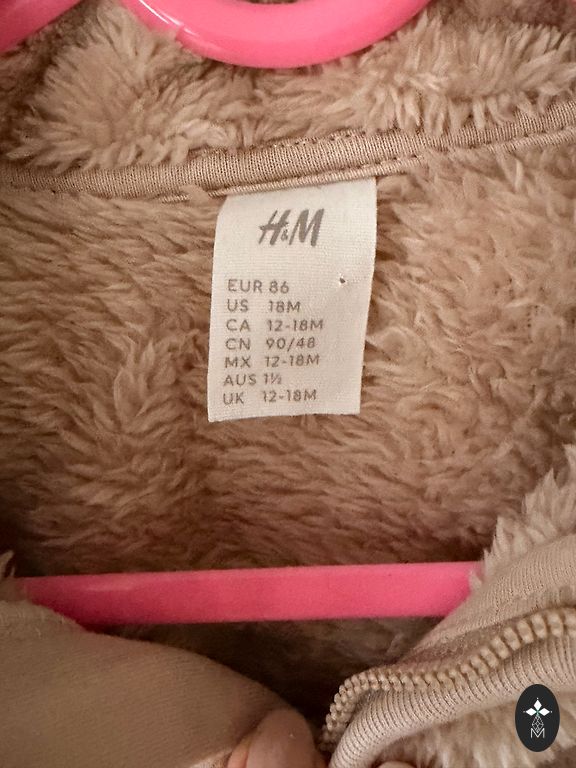 H&M
EUR 86
US 18M
CA 12-18M
CN 90/48
MX 12-18M
AUS 1½
UK 12-18M